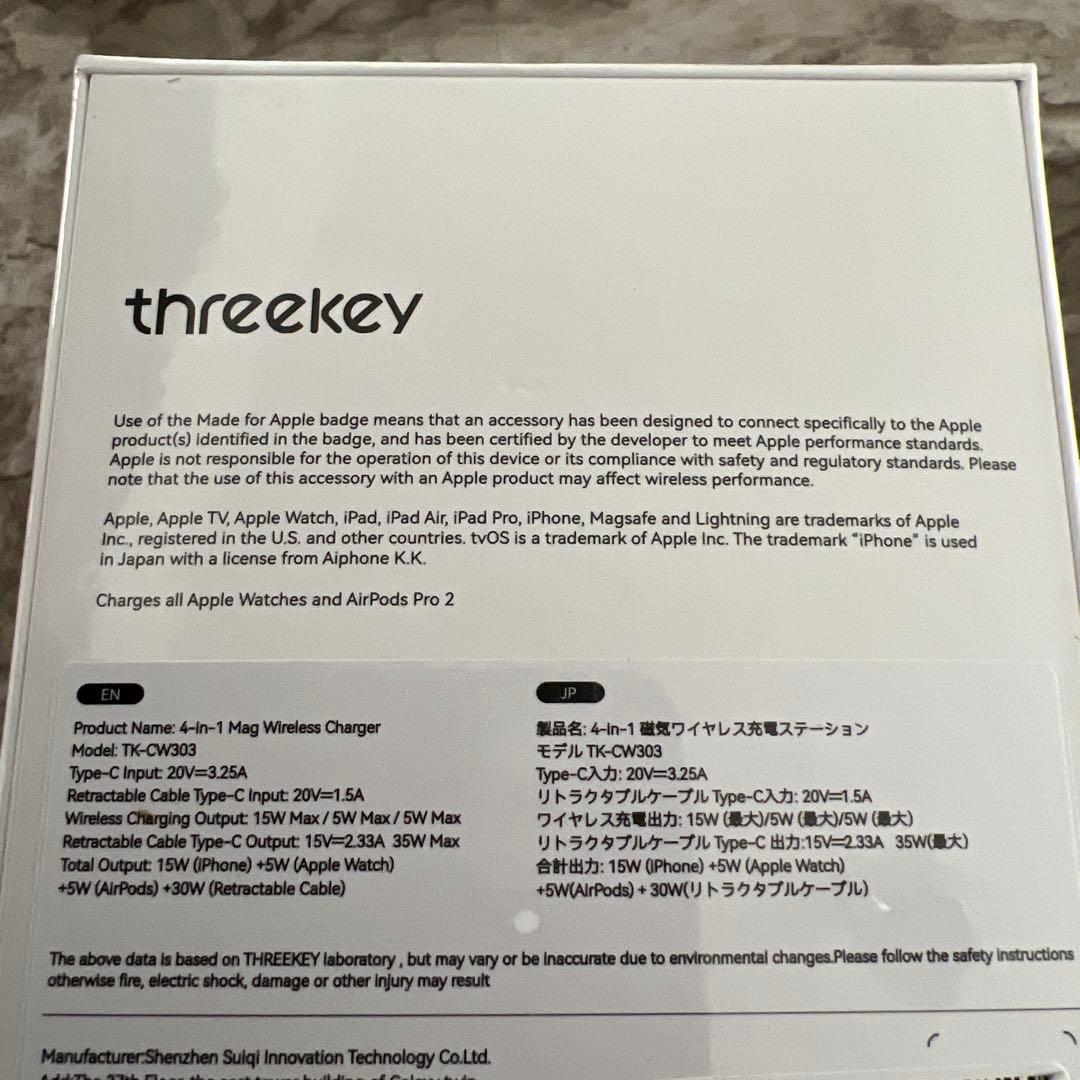 threekey
Use of the Made for Apple badge means that an accessory has been designed to connect specifically to the Apple
product(s) identified in the badge, and has been certified by the developer to meet Apple performance standards.
Apple is not responsible for the operation of this device or its compliance with safety and regulatory standards. Please
note that the use of this accessory with an Apple product may affect wireless performance.
Apple, Apple TV, Apple Watch, iPad, iPad Air, iPad Pro, iPhone, Magsafe and Lightning are trademarks of Apple
Inc., registered in the U.S. and other countries. tvOS is a trademark of Apple Inc. The trademark "iPhone" is used
in Japan with a license from Aiphone K.K.
Charges all Apple Watches and AirPods Pro 2
EN
Product Name: 4-in-1 Mag Wireless Charger
Model: TK-CW303
Type-C Input: 20V⎓3.25A
Retractable Cable Type-C Input: 20V⎓1.5A
Wireless Charging Output: 15W Max / 5W Max / 5W Max
Retractable Cable Type-C Output: 15V⎓2.33A 35W Max
Total Output: 15W (iPhone) +5W (Apple Watch)
+5W (AirPods) +30W (Retractable Cable)
JP
製品名: 4-in-1 磁気ワイヤレス充電ステーション
モデル TK-CW303
Type-C入力: 20V⎓3.25A
リトラクタブルケーブル Type-C入力: 20V⎓1.5A
ワイヤレス充電出力: 15W (最大)/5W (最大)/5W (最大)
リトラクタブルケーブル Type-C 出力:15V⎓2.33A 35W(最大)
合計出力: 15W (iPhone) +5W (Apple Watch)
+5W(AirPods) + 30W(リトラクタブルケーブル)
The above data is based on THREEKEY laboratory , but may vary or be inaccurate due to environmental changes.Please follow the safety instructions
otherwise fire, electric shock, damage or other injury may result
Manufacturer:Shenzhen Suiqi Innovation Technology Co.Ltd.